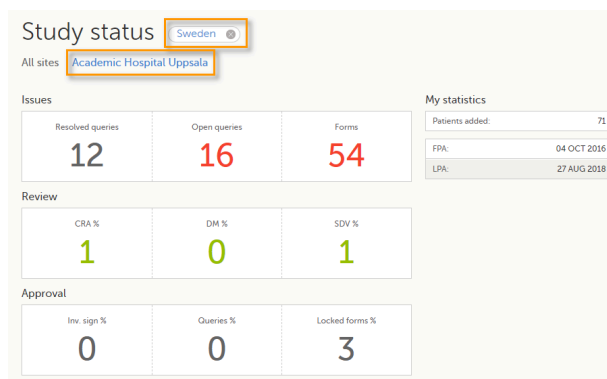 Study status Sweden
All sites Academic Hospital Uppsala
Issues
Resolved queries Open queries Forms
12 16 54
Review
CRA % DM % SDV %
1 0 1
Approval
Inv. sign % Queries % Locked forms %
0 0 3
My statistics
Patients added: 71
FPA: 04 OCT 2016
LPA: 27 AUG 2018